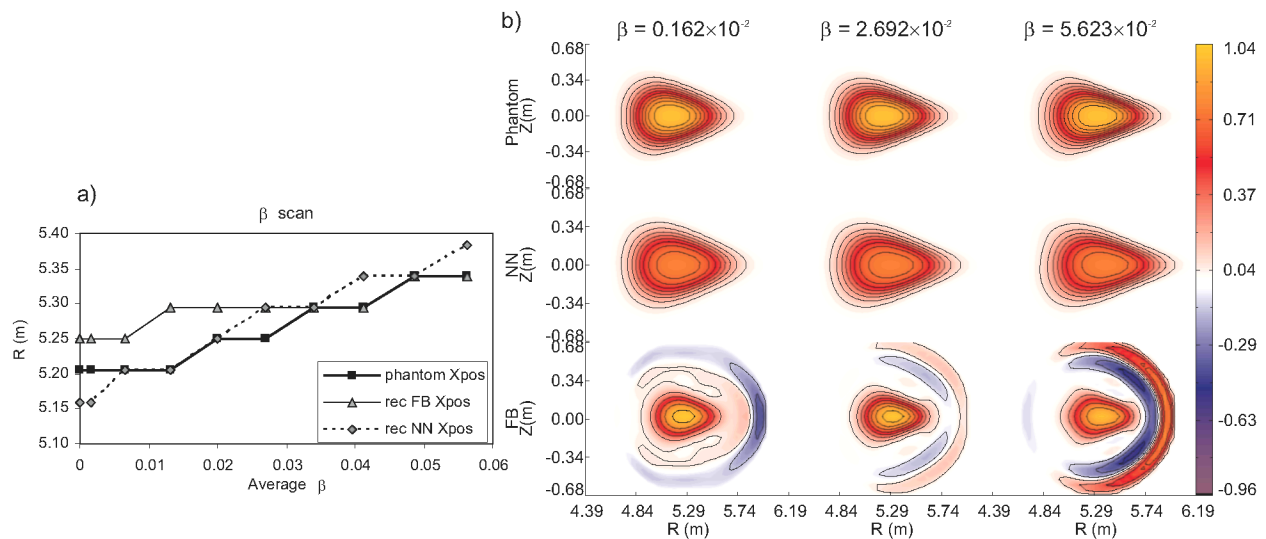 a)
β scan
5.40
5.35
5.30
5.25
5.20
5.15
5.10
R (m)
0 0.01 0.02 0.03 0.04 0.05 0.06
Average β
phantom Xpos
rec FB Xpos
rec NN Xpos
b)
β = 0.162×10⁻² β = 2.692×10⁻² β = 5.623×10⁻²
Phantom
Z(m)
0.68
0.34
0.00
-0.34
-0.68
NN
Z(m)
0.68
0.34
0.00
-0.34
-0.68
FB
Z(m)
0.68
0.34
0.00
-0.34
-0.68
4.39 4.84 5.29 5.74 6.19 4.84 5.29 5.74 4.39 4.84 5.29 5.74 6.19
R (m) R (m) R (m)
1.04
0.71
0.37
0.04
-0.29
-0.63
-0.96